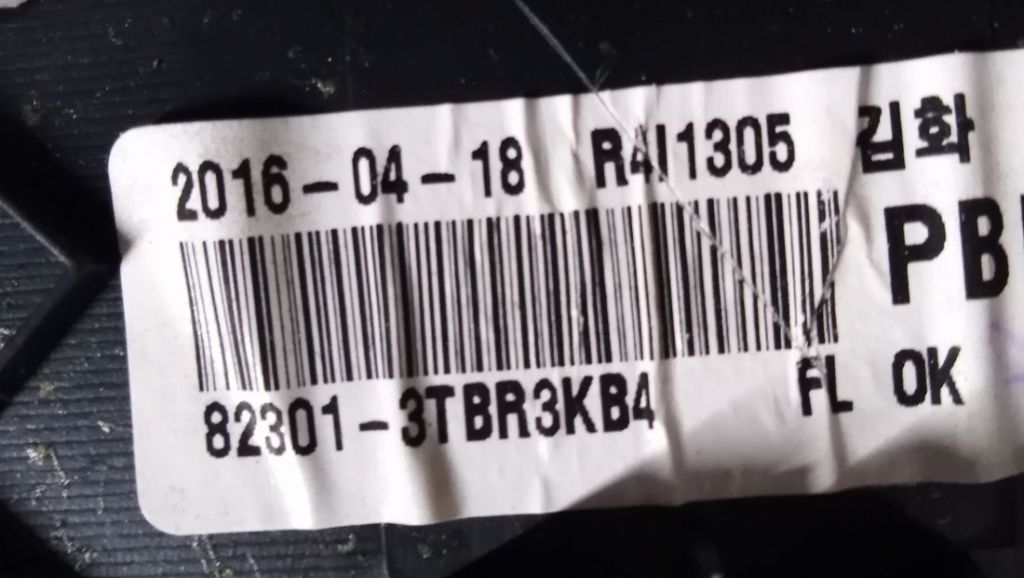 2016-04-18 R4I1305 김화
PB
82301-3TBR3KB4 FL OK